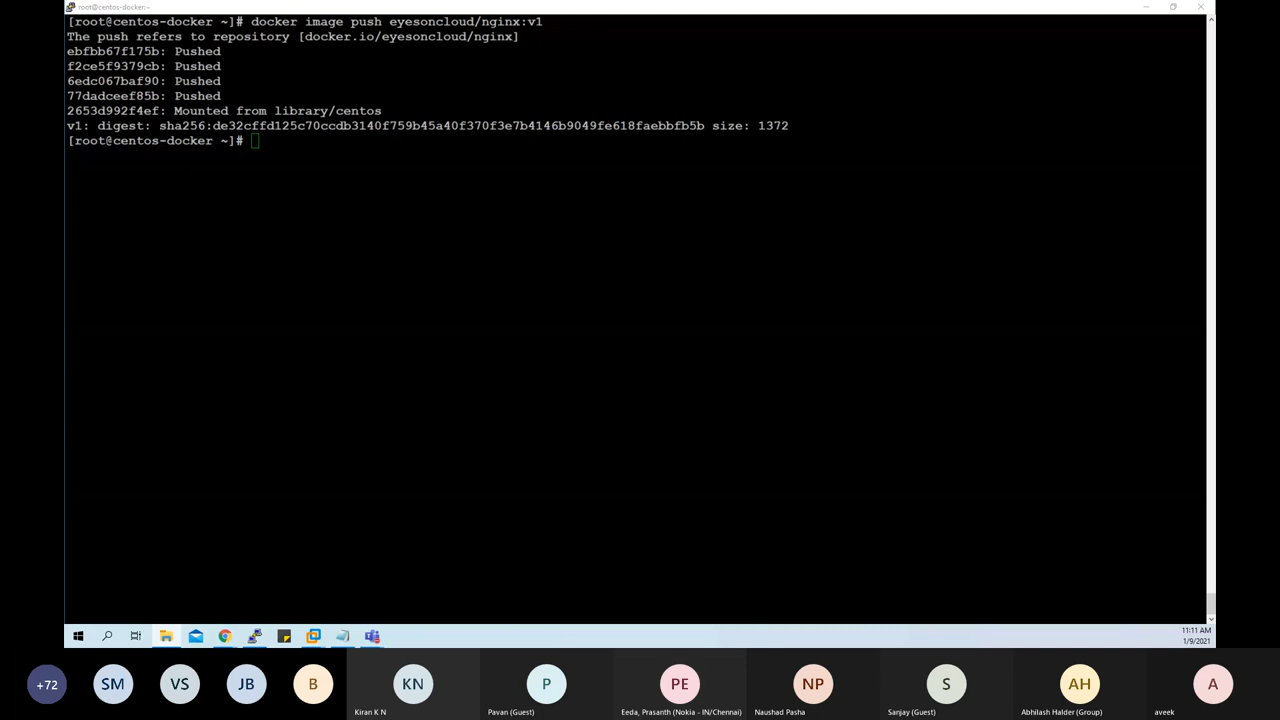 root@centos-docker:~
[root@centos-docker ~]# docker image push eyesoncloud/nginx:v1
The push refers to repository [docker.io/eyesoncloud/nginx]
ebfbb67f175b: Pushed
f2ce5f9379cb: Pushed
6edc067baf90: Pushed
77dadceef85b: Pushed
2653d992f4ef: Mounted from library/centos
v1: digest: sha256:de32cffd125c70ccdb3140f759b45a40f370f3e7b4146b9049fe618faebbfb5b size: 1372
[root@centos-docker ~]#
11:11 AM
1/9/2021
+72 SM VS JB B KN P PE NP S AH A
Kiran K N Pavan (Guest) Eeda, Prasanth (Nokia - IN/Chennai) Naushad Pasha Sanjay (Guest) Abhilash Halder (Group) aveek